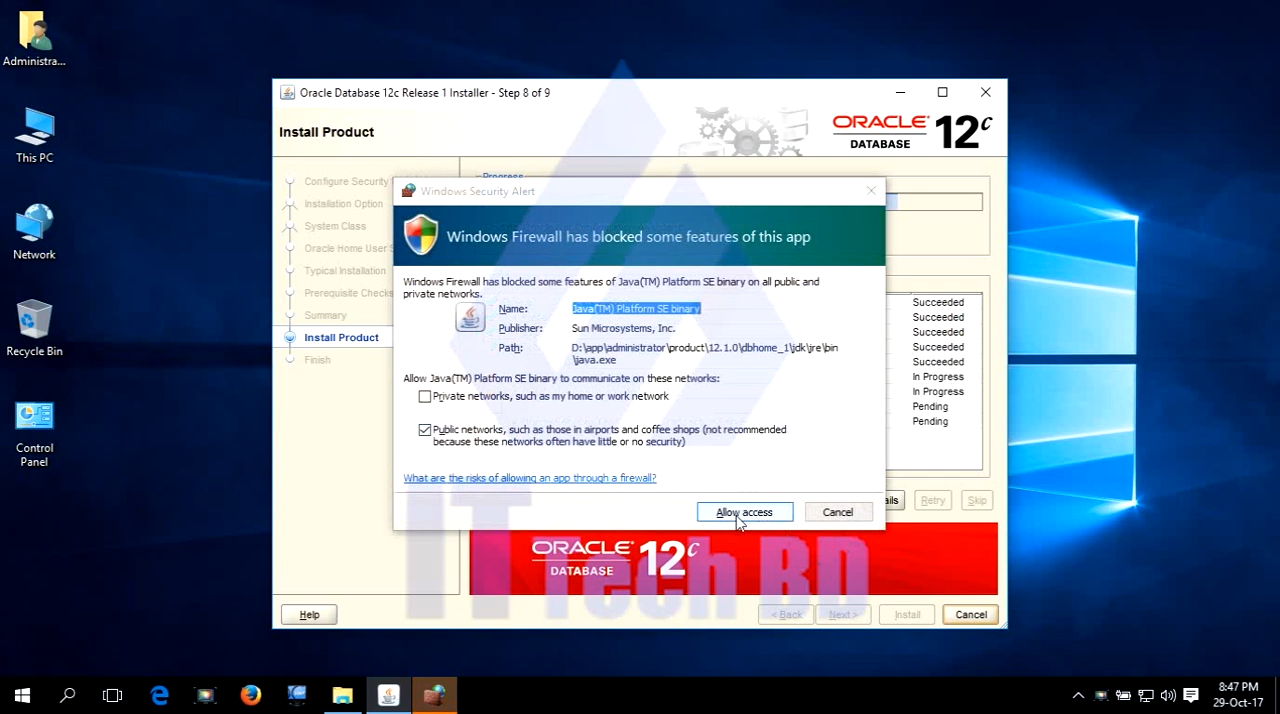 Administra...
This PC
Network
Recycle Bin
Control
Panel
Oracle Database 12c Release 1 Installer - Step 8 of 9
Install Product
ORACLE
DATABASE
12c
Configure Security
Installation Option
System Class
Oracle Home User S
Typical Installation
Prerequisite Checks
Summary
Install Product
Finish
Progress
Windows Security Alert
Windows Firewall has blocked some features of this app
Windows Firewall has blocked some features of Java(TM) Platform SE binary on all public and
private networks.
Name: Java(TM) Platform SE binary
Publisher: Sun Microsystems, Inc.
Path: D:\app\administrator\product\12.1.0\dbhome_1\jdk\jre\bin
\java.exe
Allow Java(TM) Platform SE binary to communicate on these networks:
Private networks, such as my home or work network
Public networks, such as those in airports and coffee shops (not recommended
because these networks often have little or no security)
What are the risks of allowing an app through a firewall?
Allow access Cancel
Succeeded
Succeeded
Succeeded
Succeeded
Succeeded
In Progress
In Progress
Pending
Pending
ails Retry Skip
ORACLE
DATABASE
12c
IT Tech BD
Help < Back Next > Install Cancel
8:47 PM
29-Oct-17